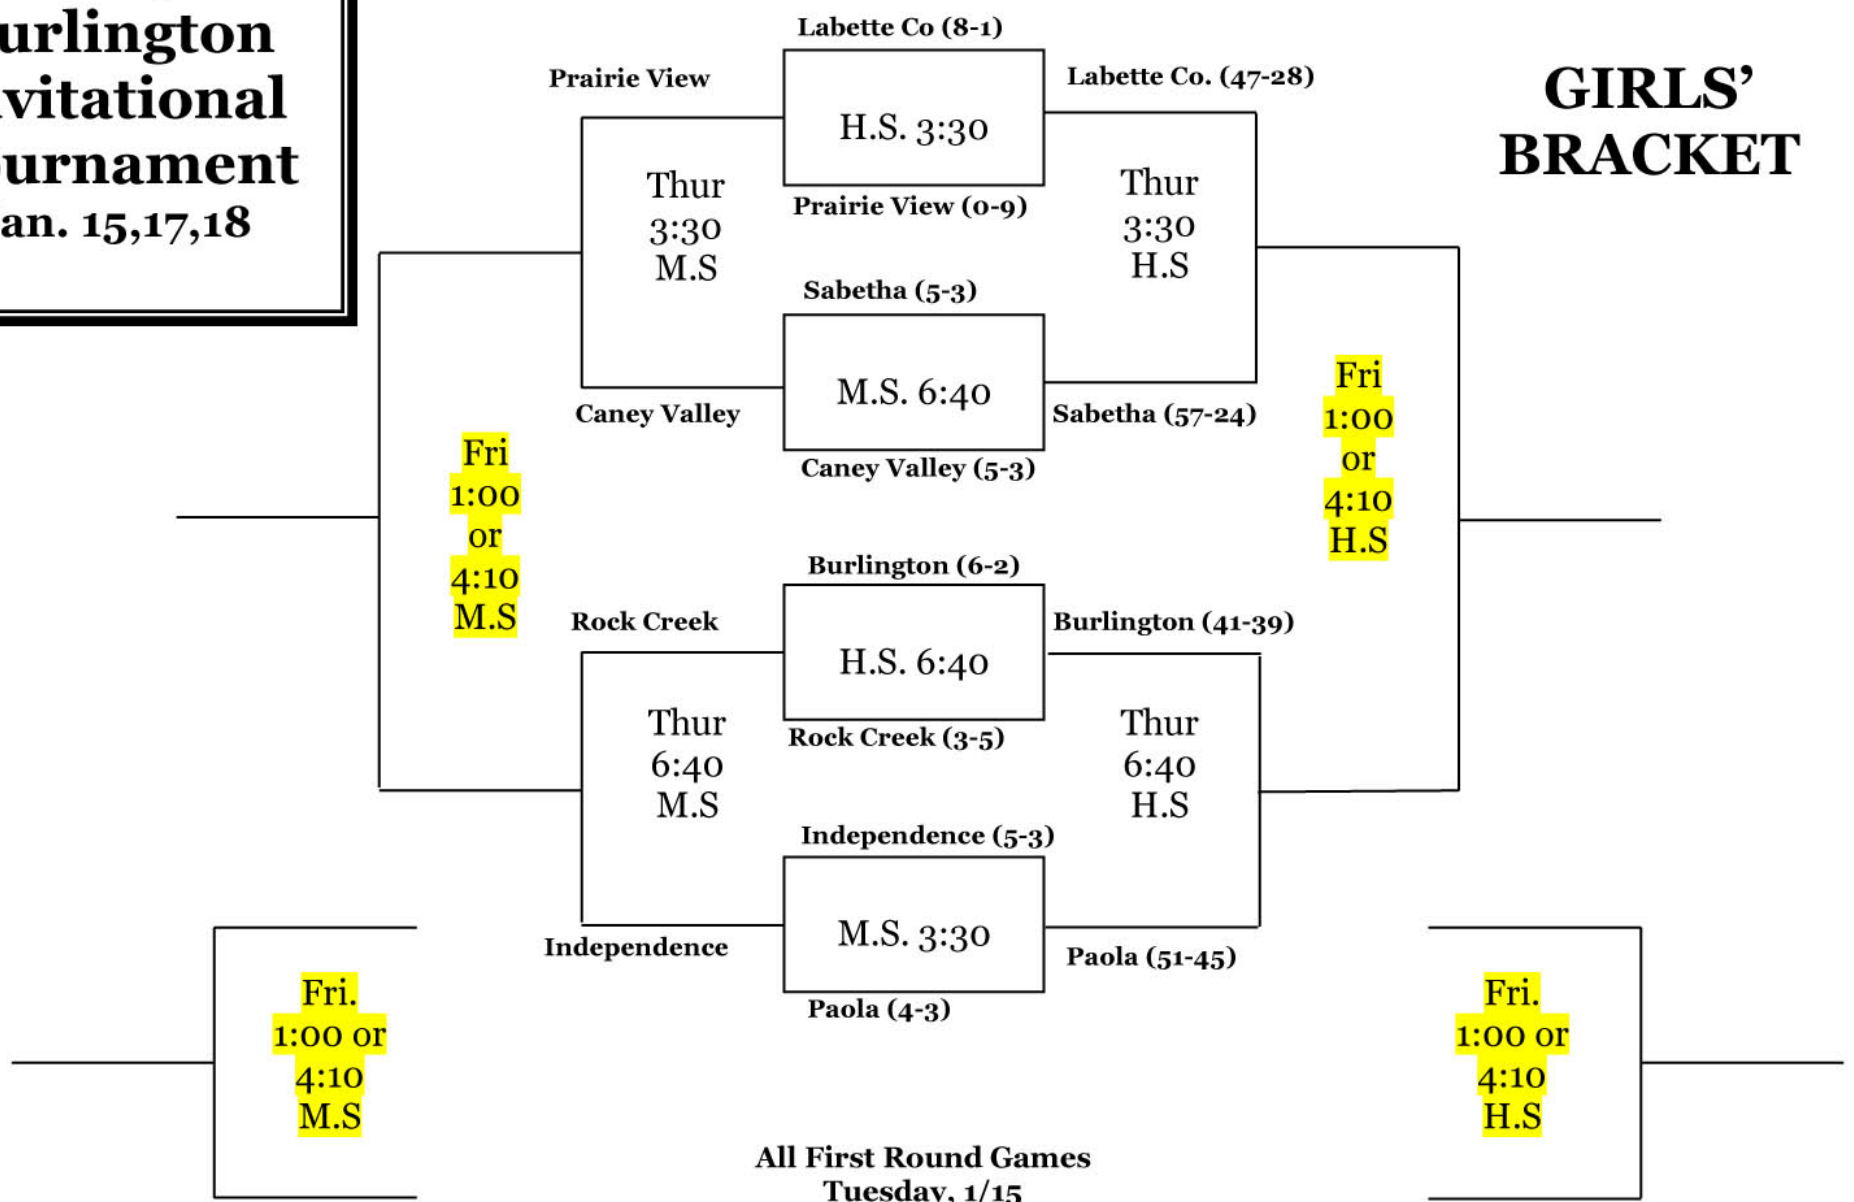 urlington
vitational
urnament
an. 15,17,18
GIRLS’
BRACKET
Labette Co (8-1)
Prairie View
H.S. 3:30
Labette Co. (47-28)
Prairie View (0-9)
Thur
3:30
M.S
Thur
3:30
H.S
Sabetha (5-3)
M.S. 6:40
Caney Valley
Sabetha (57-24)
Caney Valley (5-3)
Fri
1:00
or
4:10
M.S
Fri
1:00
or
4:10
H.S
Burlington (6-2)
Rock Creek
H.S. 6:40
Burlington (41-39)
Rock Creek (3-5)
Thur
6:40
M.S
Thur
6:40
H.S
Independence (5-3)
M.S. 3:30
Independence
Paola (51-45)
Paola (4-3)
Fri.
1:00 or
4:10
M.S
Fri.
1:00 or
4:10
H.S
All First Round Games
Tuesday, 1/15